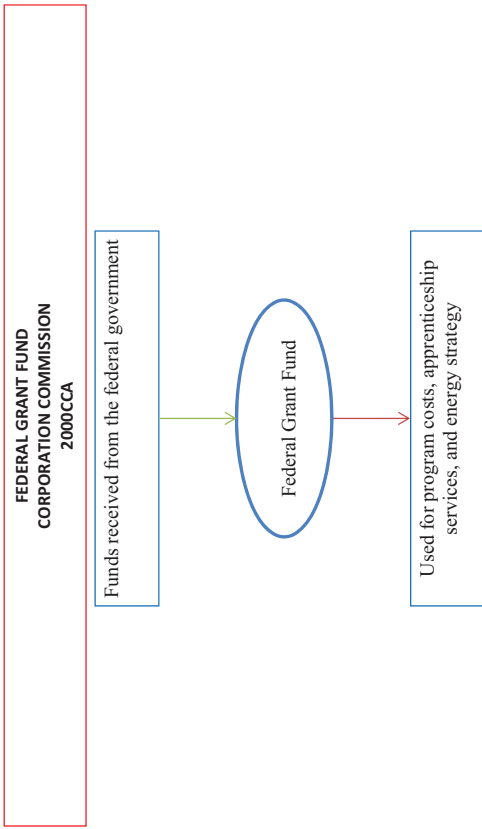 FEDERAL GRANT FUND
CORPORATION COMMISSION
2000CCA
Funds received from the federal government
Federal Grant Fund
Used for program costs, apprenticeship
services, and energy strategy